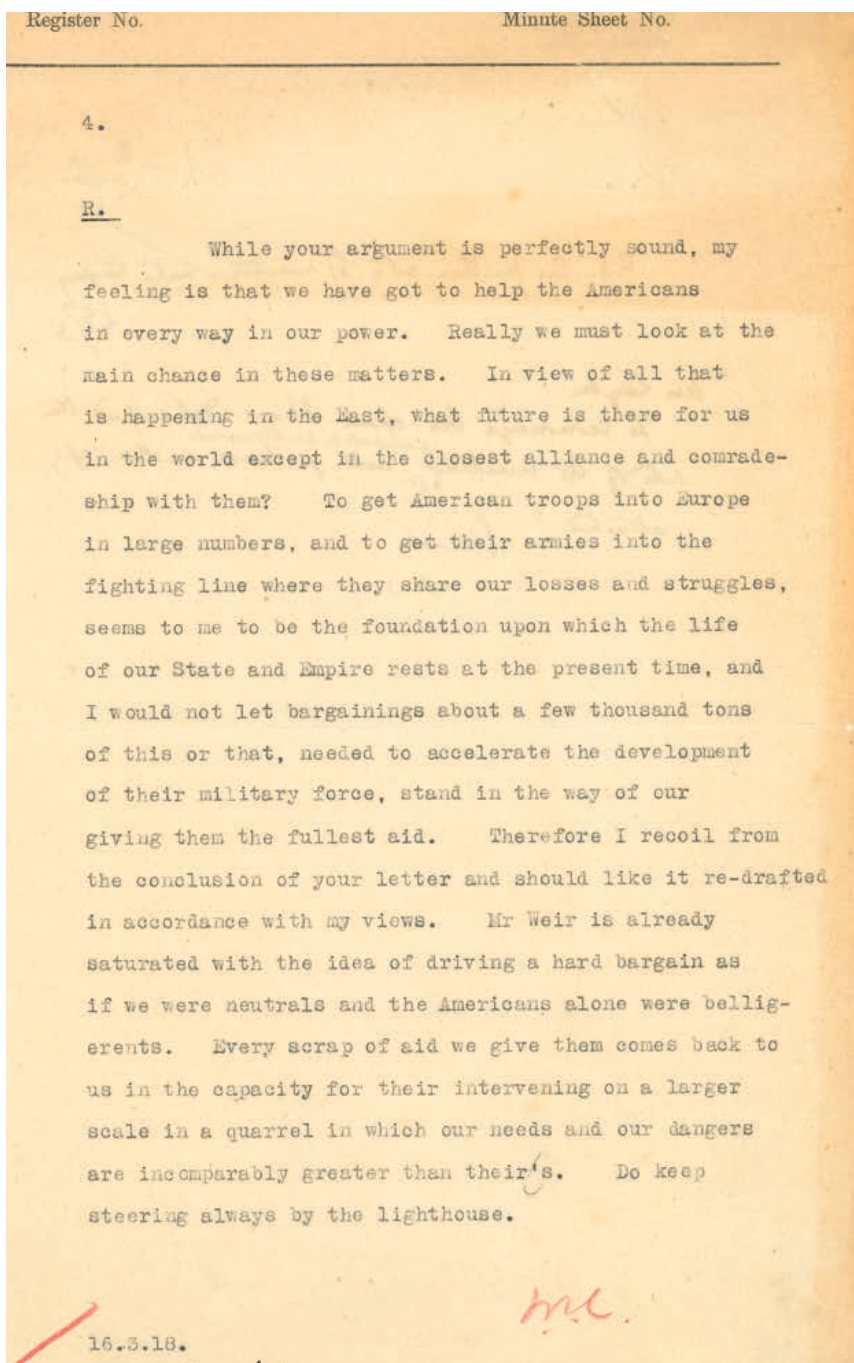 Register No. Minute Sheet No.
4.
R.
While your argument is perfectly sound, my
feeling is that we have got to help the Americans
in every way in our power. Really we must look at the
main chance in these matters. In view of all that
is happening in the East, what future is there for us
in the world except in the closest alliance and comrade-
ship with them? To get American troops into Europe
in large numbers, and to get their armies into the
fighting line where they share our losses and struggles,
seems to me to be the foundation upon which the life
of our State and Empire rests at the present time, and
I would not let bargainings about a few thousand tons
of this or that, needed to accelerate the development
of their military force, stand in the way of our
giving them the fullest aid. Therefore I recoil from
the conclusion of your letter and should like it re-drafted
in accordance with my views. Mr Weir is already
saturated with the idea of driving a hard bargain as
if we were neutrals and the Americans alone were bellig-
erents. Every scrap of aid we give them comes back to
us in the capacity for their intervening on a larger
scale in a quarrel in which our needs and our dangers
are incomparably greater than their's. Do keep
steering always by the lighthouse.
16.3.18.